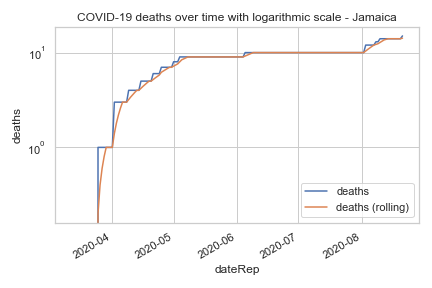 COVID-19 deaths over time with logarithmic scale - Jamaica
10¹
10⁰
deaths
deaths
deaths (rolling)
2020-04
2020-05
2020-06
2020-07
2020-08
dateRep